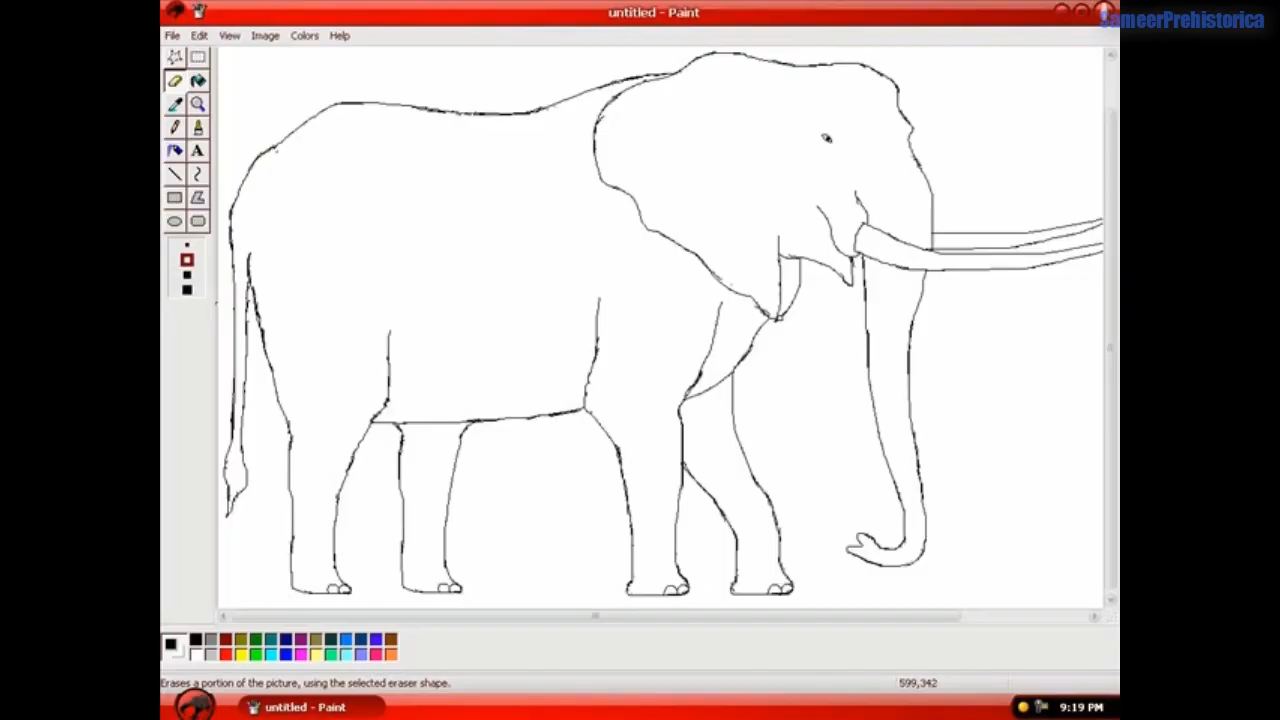 untitled - Paint
SameerPrehistorica
File Edit View Image Colors Help
A
Erases a portion of the picture, using the selected eraser shape.
599,342
untitled - Paint
9:19 PM